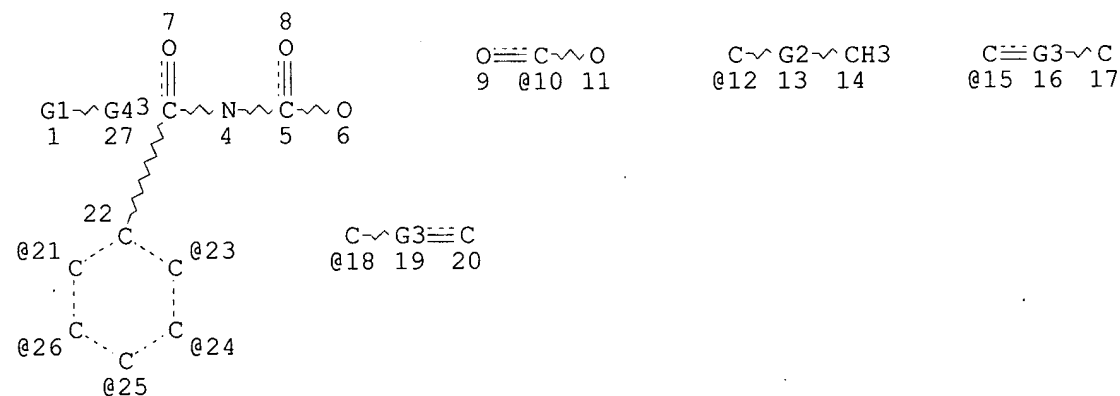 7 8
O O O C O C G2 CH3 C G3 C
9 @10 11 @12 13 14 @15 16 17
G1 G4 3 C N C O
1 27 4 5 6
22 C
@21 @23 C G3 C
C C @18 19 20
C C
@26 @24
C
@25